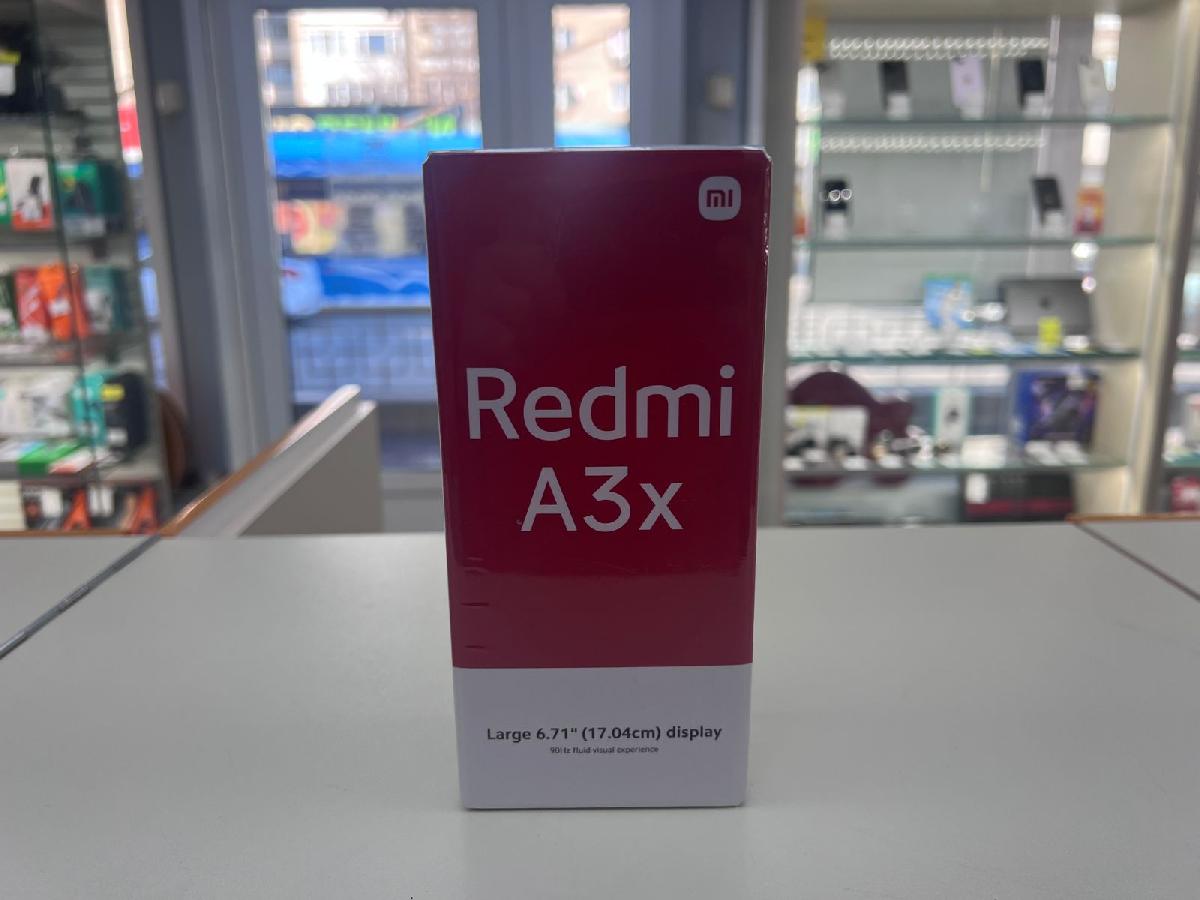 mi
Redmi
A3x
Large 6.71" (17.04cm) display
90Hz fluid visual experience